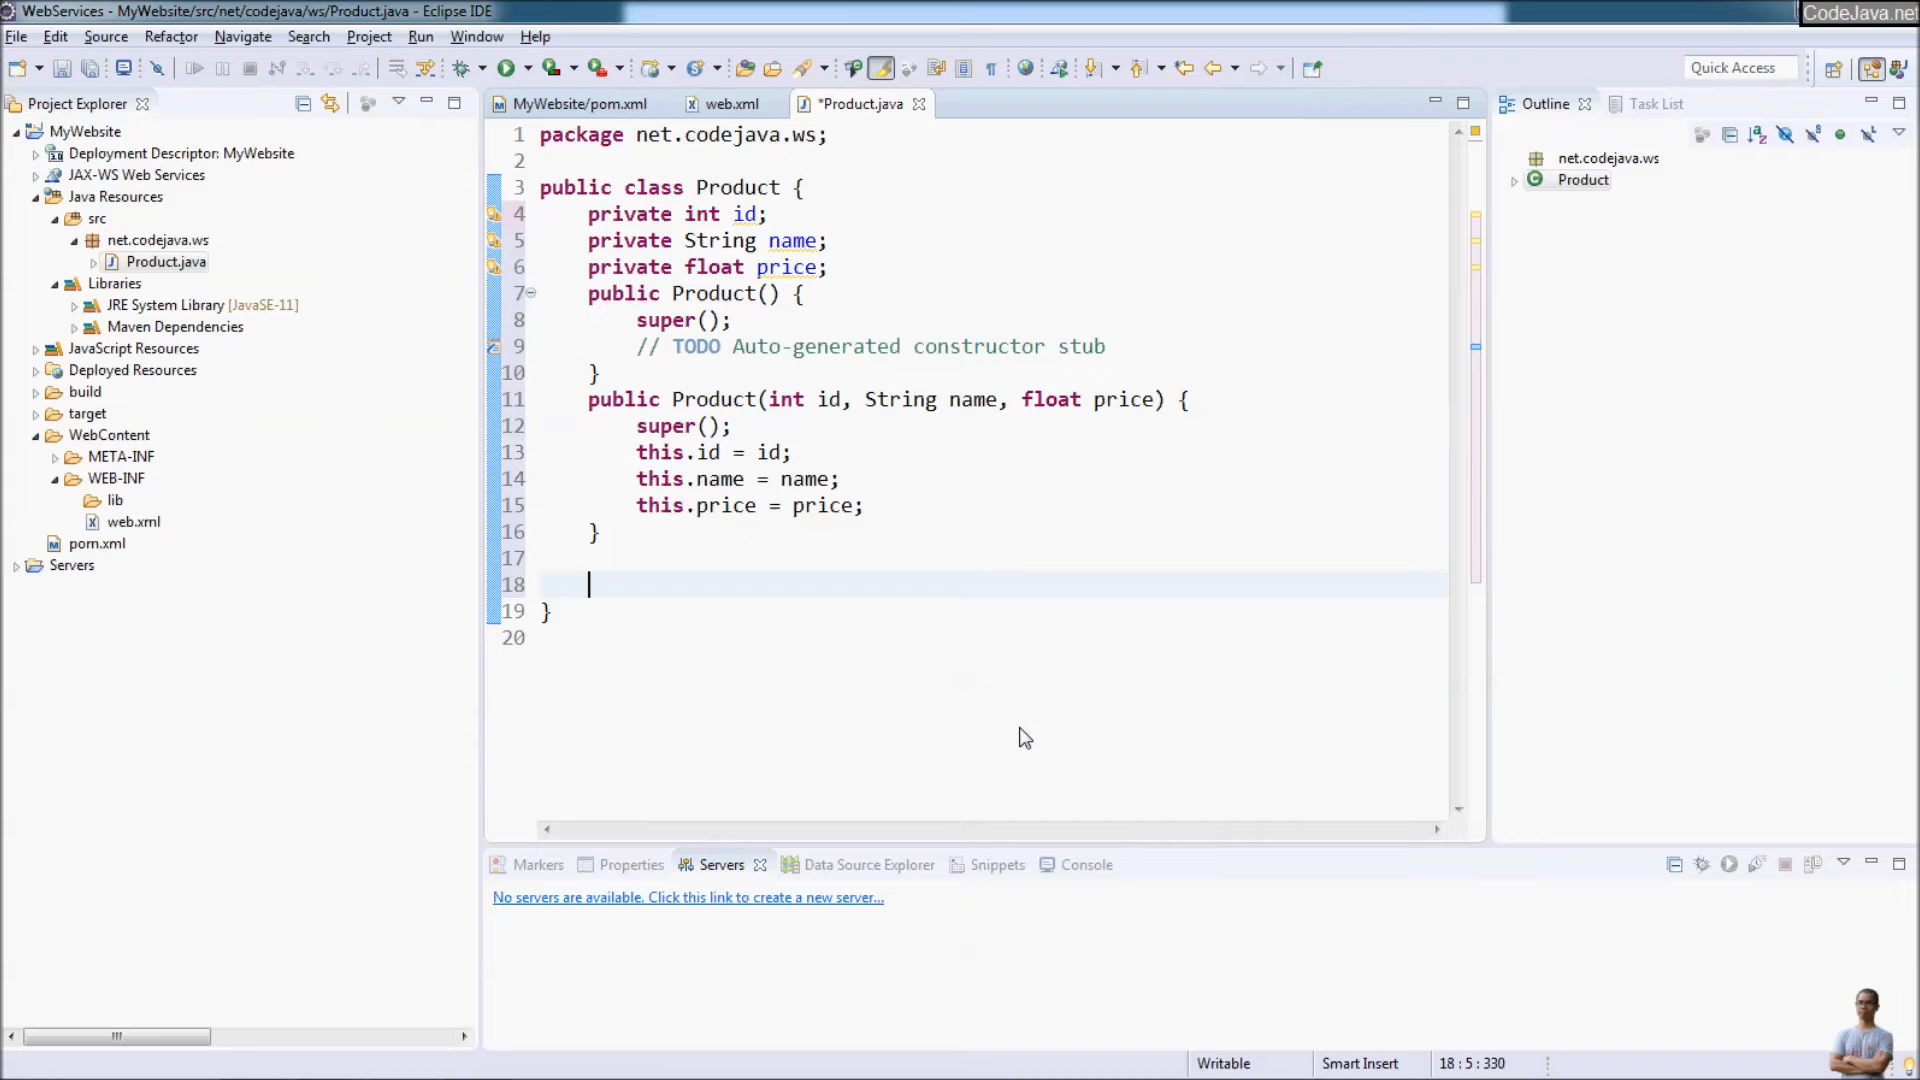 WebServices - MyWebsite/src/net/codejava/ws/Product.java - Eclipse IDE
CodeJava.net
File Edit Source Refactor Navigate Search Project Run Window Help
Quick Access
Project Explorer
MyWebsite
Deployment Descriptor: MyWebsite
JAX-WS Web Services
Java Resources
src
net.codejava.ws
Product.java
Libraries
JRE System Library [JavaSE-11]
Maven Dependencies
JavaScript Resources
Deployed Resources
build
target
WebContent
META-INF
WEB-INF
lib
web.xml
pom.xml
Servers
MyWebsite/pom.xml web.xml *Product.java
1 package net.codejava.ws;
2
3 public class Product {
4 private int id;
5 private String name;
6 private float price;
7 public Product() {
8 super();
9 // TODO Auto-generated constructor stub
10 }
11 public Product(int id, String name, float price) {
12 super();
13 this.id = id;
14 this.name = name;
15 this.price = price;
16 }
17
18
19 }
20
Outline Task List
net.codejava.ws
Product
Markers Properties Servers Data Source Explorer Snippets Console
No servers are available. Click this link to create a new server...
Writable Smart Insert 18 : 5 : 330